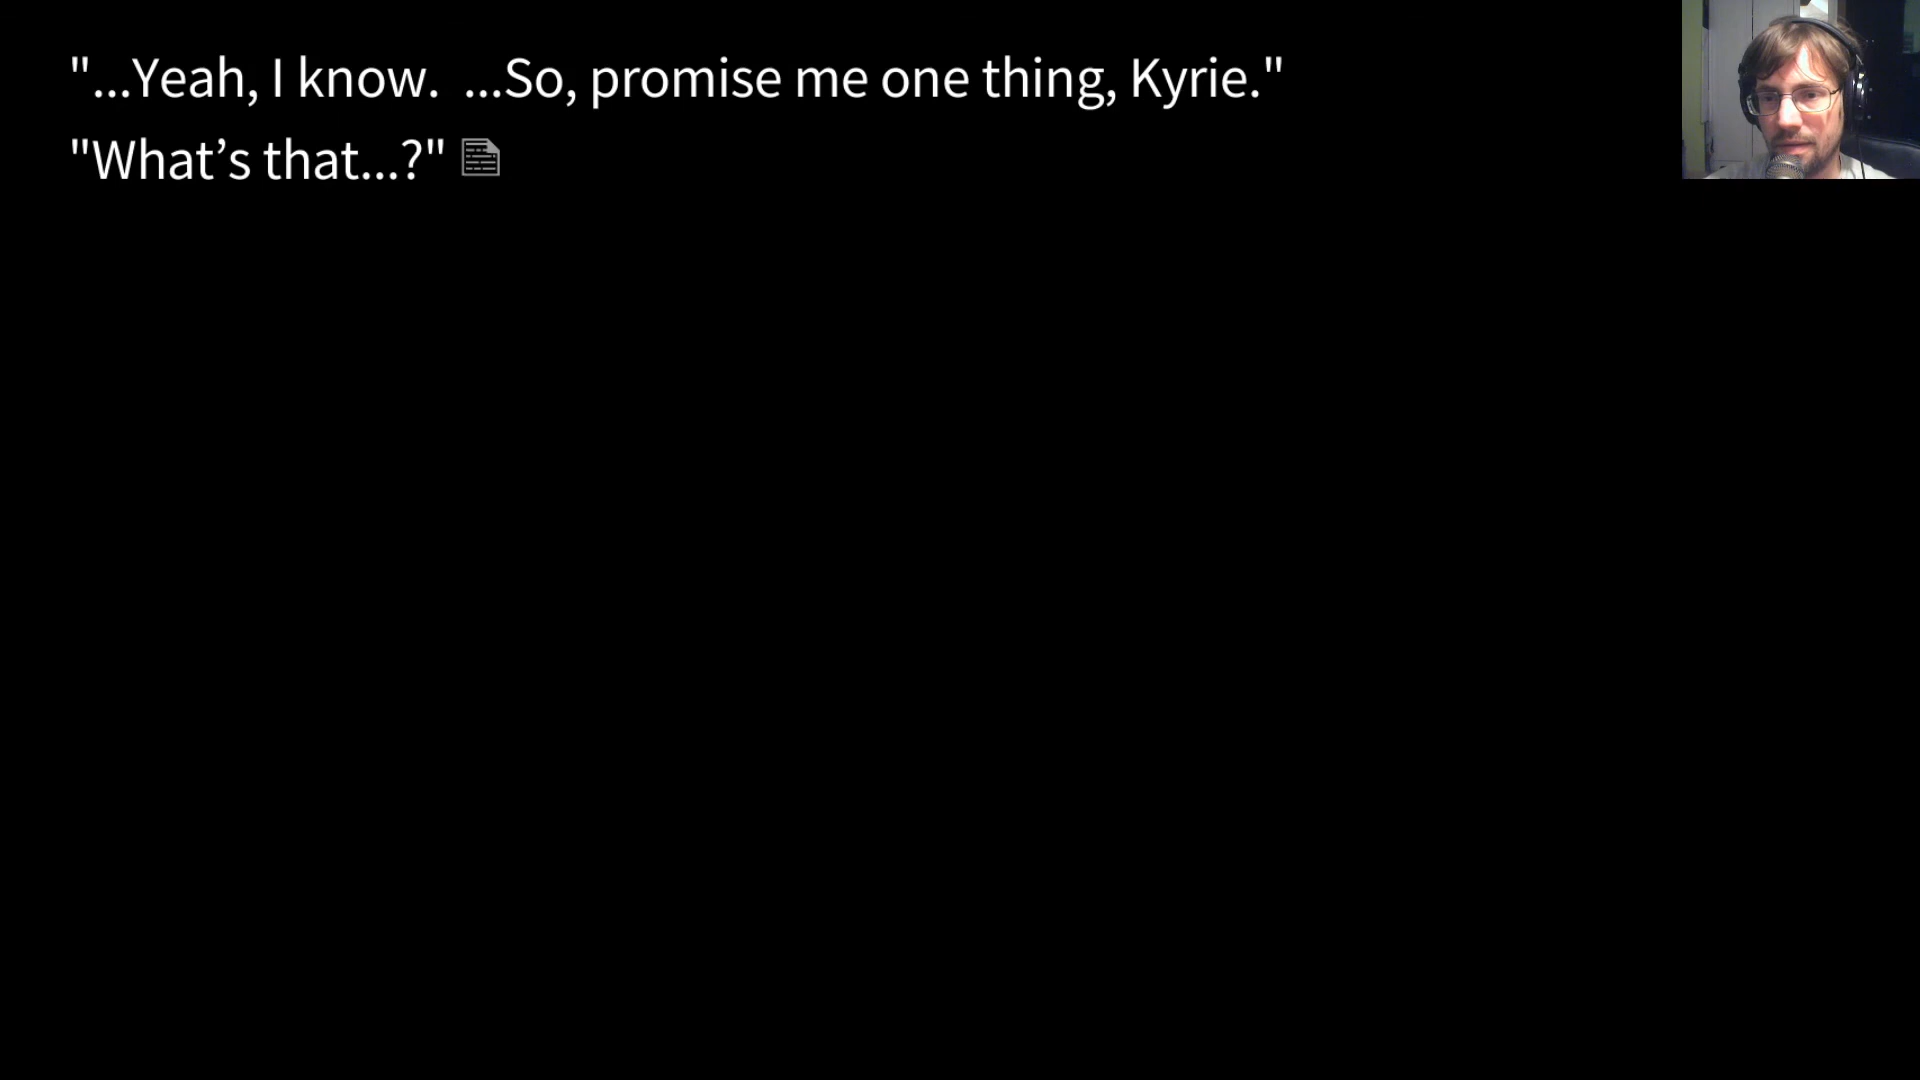 "...Yeah, I know.  ...So, promise me one thing, Kyrie."
"What’s that...?"